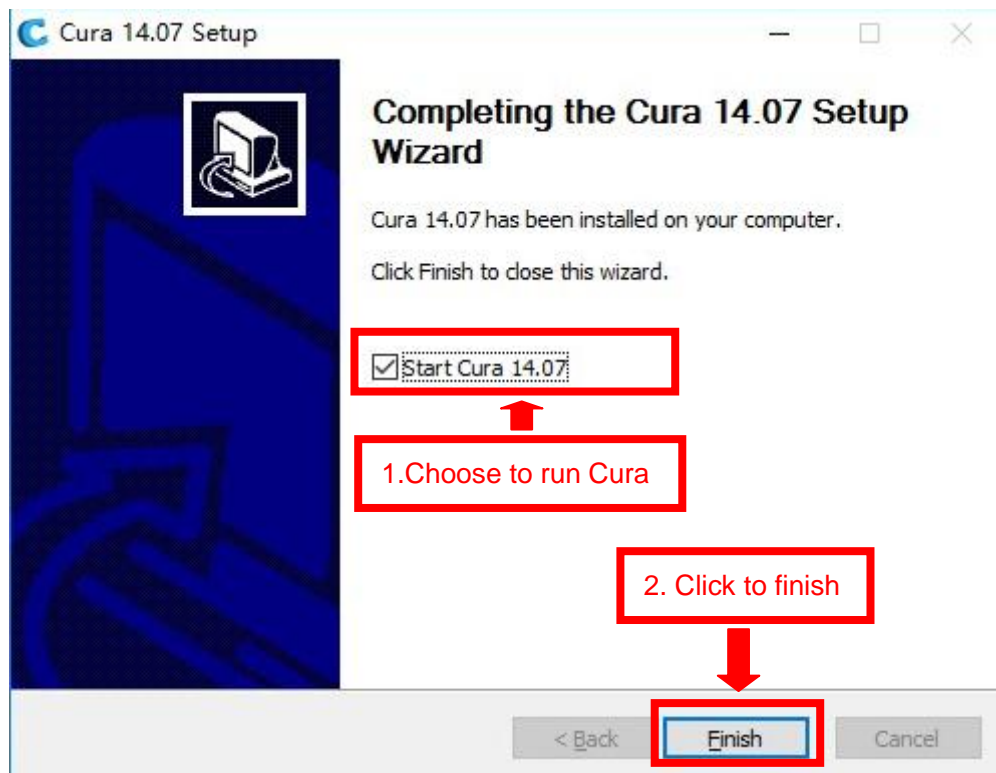 Cura 14.07 Setup
Completing the Cura 14.07 Setup
Wizard
Cura 14.07 has been installed on your computer.
Click Finish to close this wizard.
Start Cura 14.07
1.Choose to run Cura
2. Click to finish
< Back
Finish
Cancel